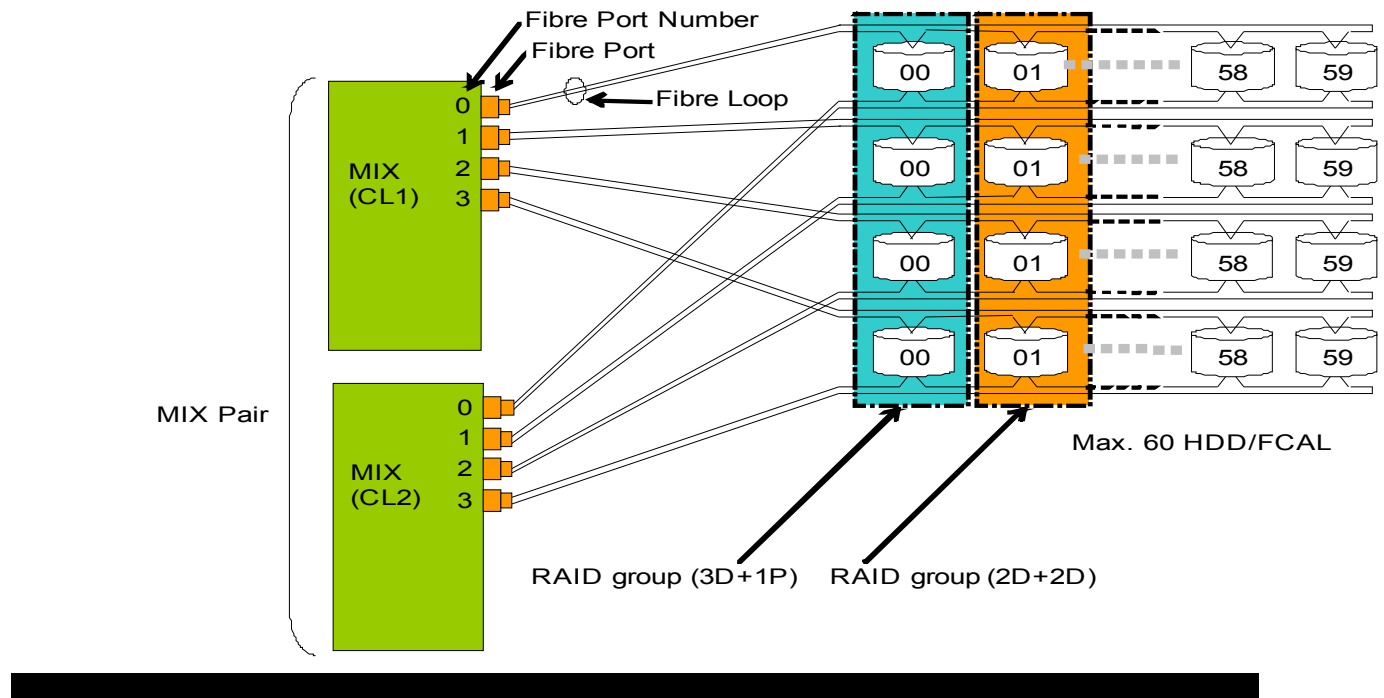 Fibre Port Number
Fibre Port
Fibre Loop
0
1
2
3
MIX
(CL1)
00 01 58 59
00 01 58 59
00 01 58 59
00 01 58 59
MIX Pair
0
1
2
3
MIX
(CL2)
Max. 60 HDD/FCAL
RAID group (3D+1P) RAID group (2D+2D)